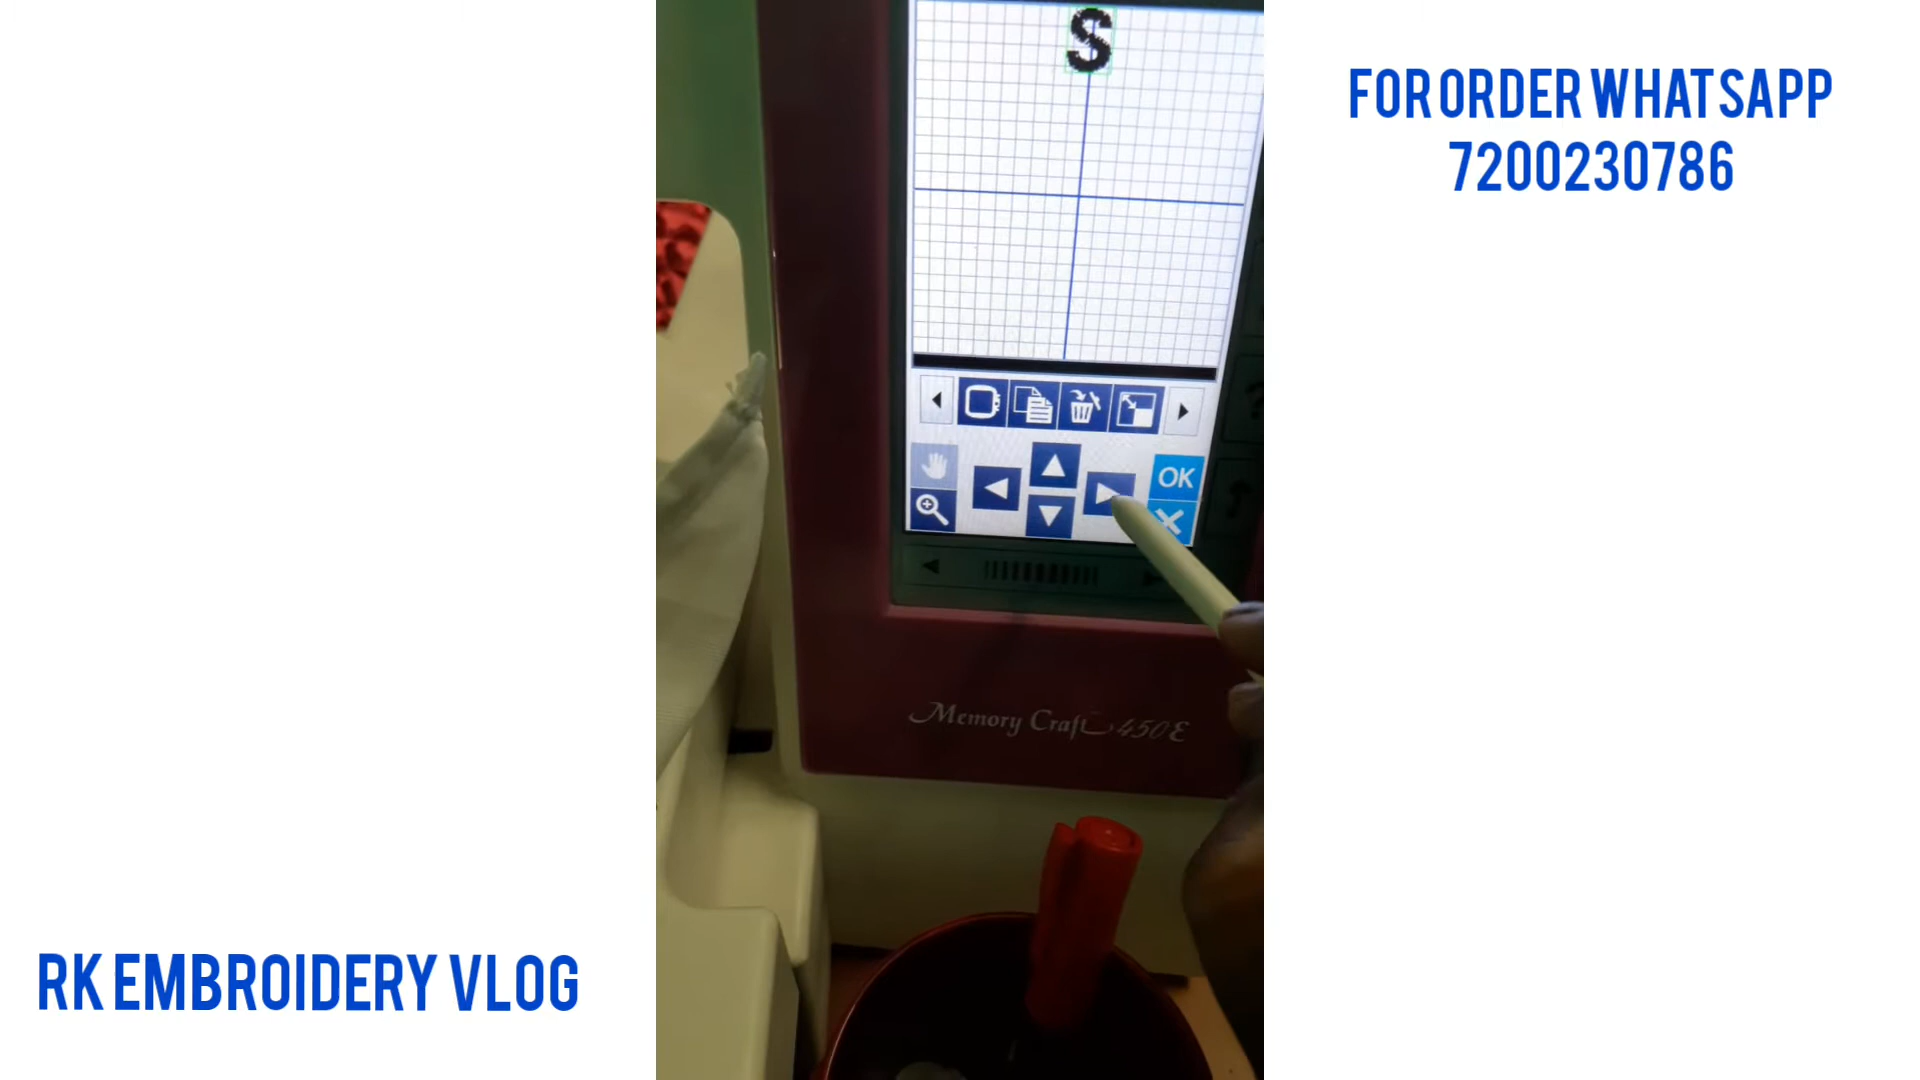 FOR ORDER WHATSAPP
7200230786
S
OK
Memory Craft 450E
RK EMBROIDERY VLOG